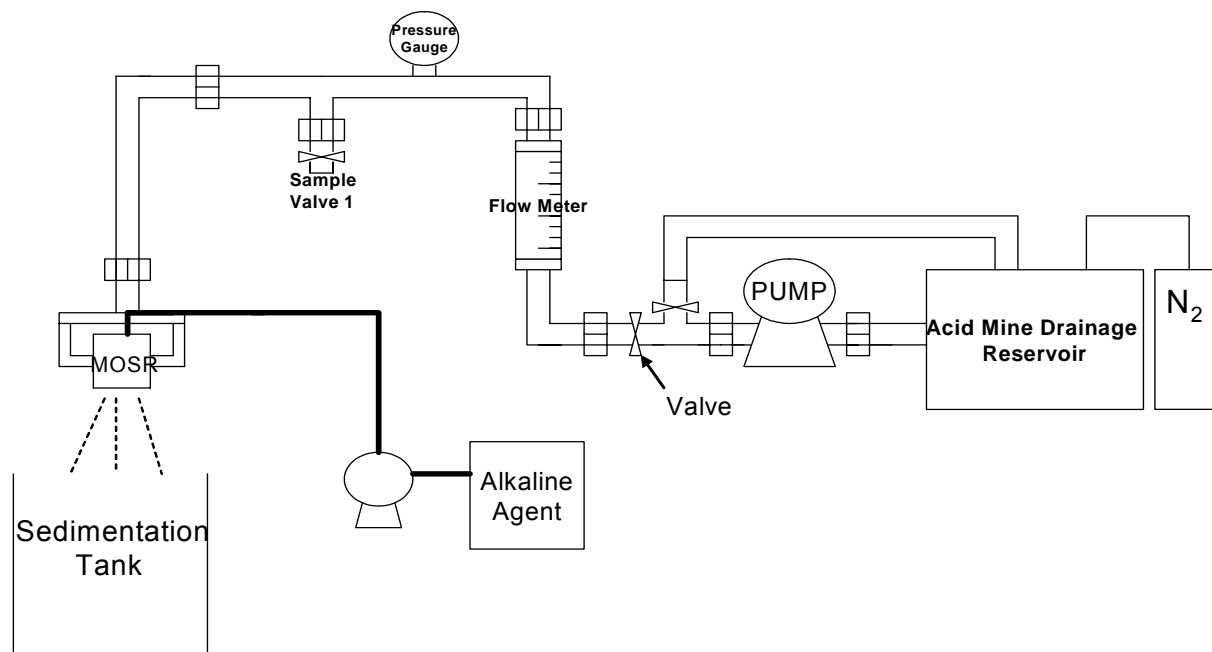 Pressure
Gauge
Sample
Valve 1
Flow Meter
PUMP
Acid Mine Drainage
Reservoir
N2
MOSR
Valve
Alkaline
Agent
Sedimentation
Tank